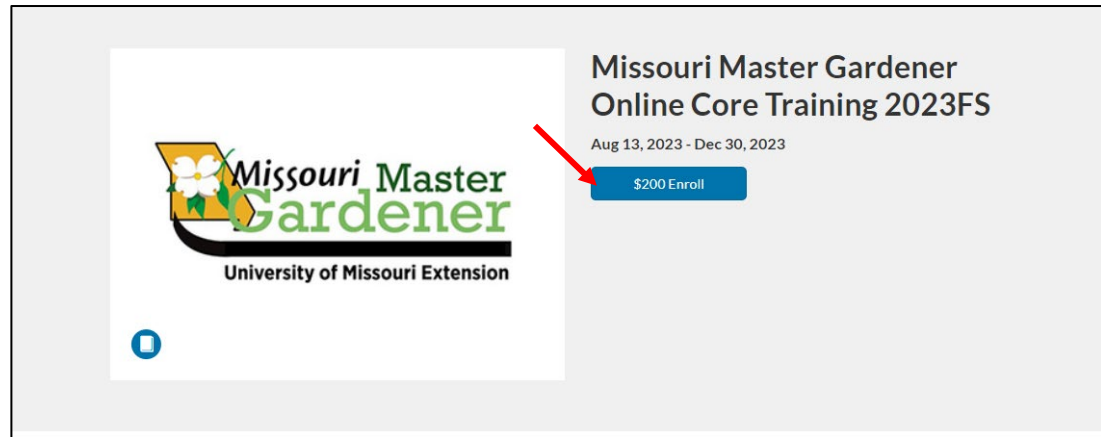 Missouri Master
Gardener
University of Missouri Extension
Missouri Master Gardener
Online Core Training 2023FS
Aug 13, 2023 - Dec 30, 2023
$200 Enroll